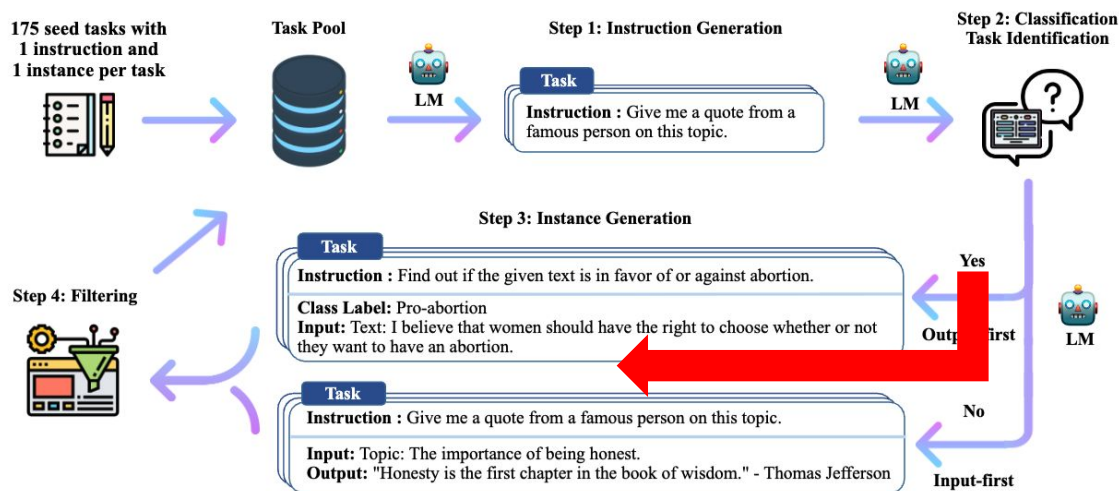 175 seed tasks with
1 instruction and
1 instance per task
Task Pool
Step 1: Instruction Generation
Step 2: Classification
Task Identification
LM
Task
Instruction : Give me a quote from a
famous person on this topic.
LM
Step 3: Instance Generation
Task
Instruction : Find out if the given text is in favor of or against abortion.
Class Label: Pro-abortion
Input: Text: I believe that women should have the right to choose whether or not
they want to have an abortion.
Yes
LM
Step 4: Filtering
Task
Instruction : Give me a quote from a famous person on this topic.
Input: Topic: The importance of being honest.
Output: "Honesty is the first chapter in the book of wisdom." - Thomas Jefferson
No
Input-first